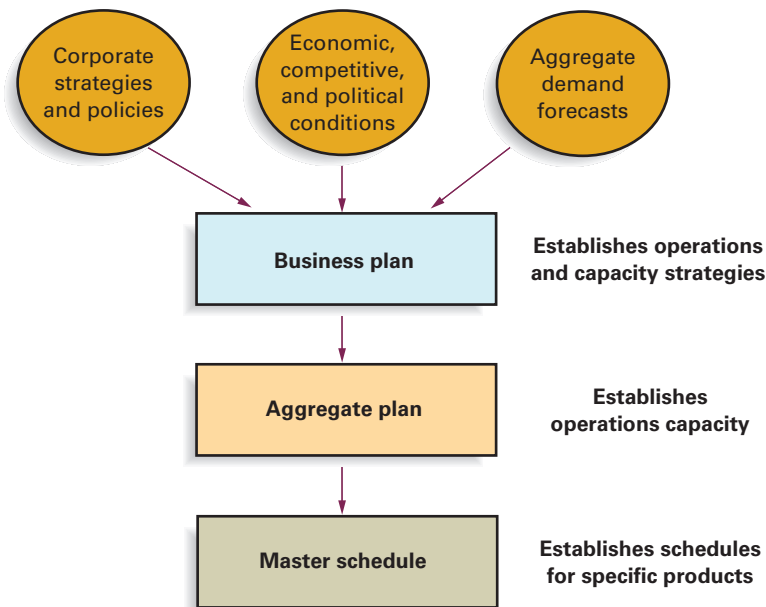 Corporate
strategies
and policies
Economic,
competitive,
and political
conditions
Aggregate
demand
forecasts
Business plan
Establishes operations
and capacity strategies
Aggregate plan
Establishes
operations capacity
Master schedule
Establishes schedules
for specific products